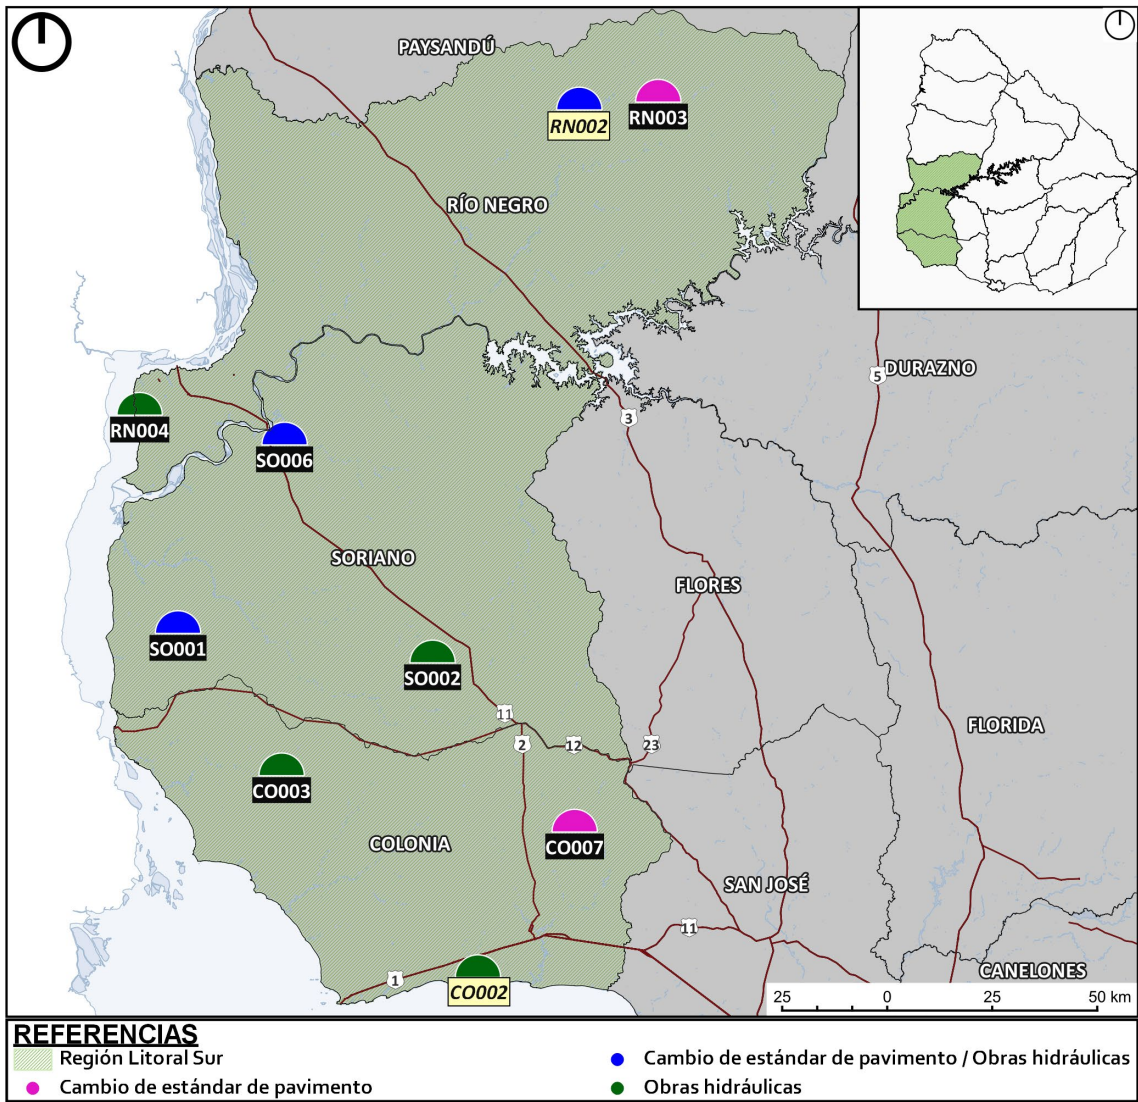 PAYSANDÚ
RN002
RN003
RÍO NEGRO
5
DURAZNO
RN004
3
SO006
SORIANO
FLORES
SO001
SO002
11
FLORIDA
2
12
23
CO003
COLONIA
CO007
SAN JOSÉ
11
CANELONES
1
CO002
25 0 25 50 km
REFERENCIAS
Región Litoral Sur
Cambio de estándar de pavimento / Obras hidráulicas
Cambio de estándar de pavimento
Obras hidráulicas